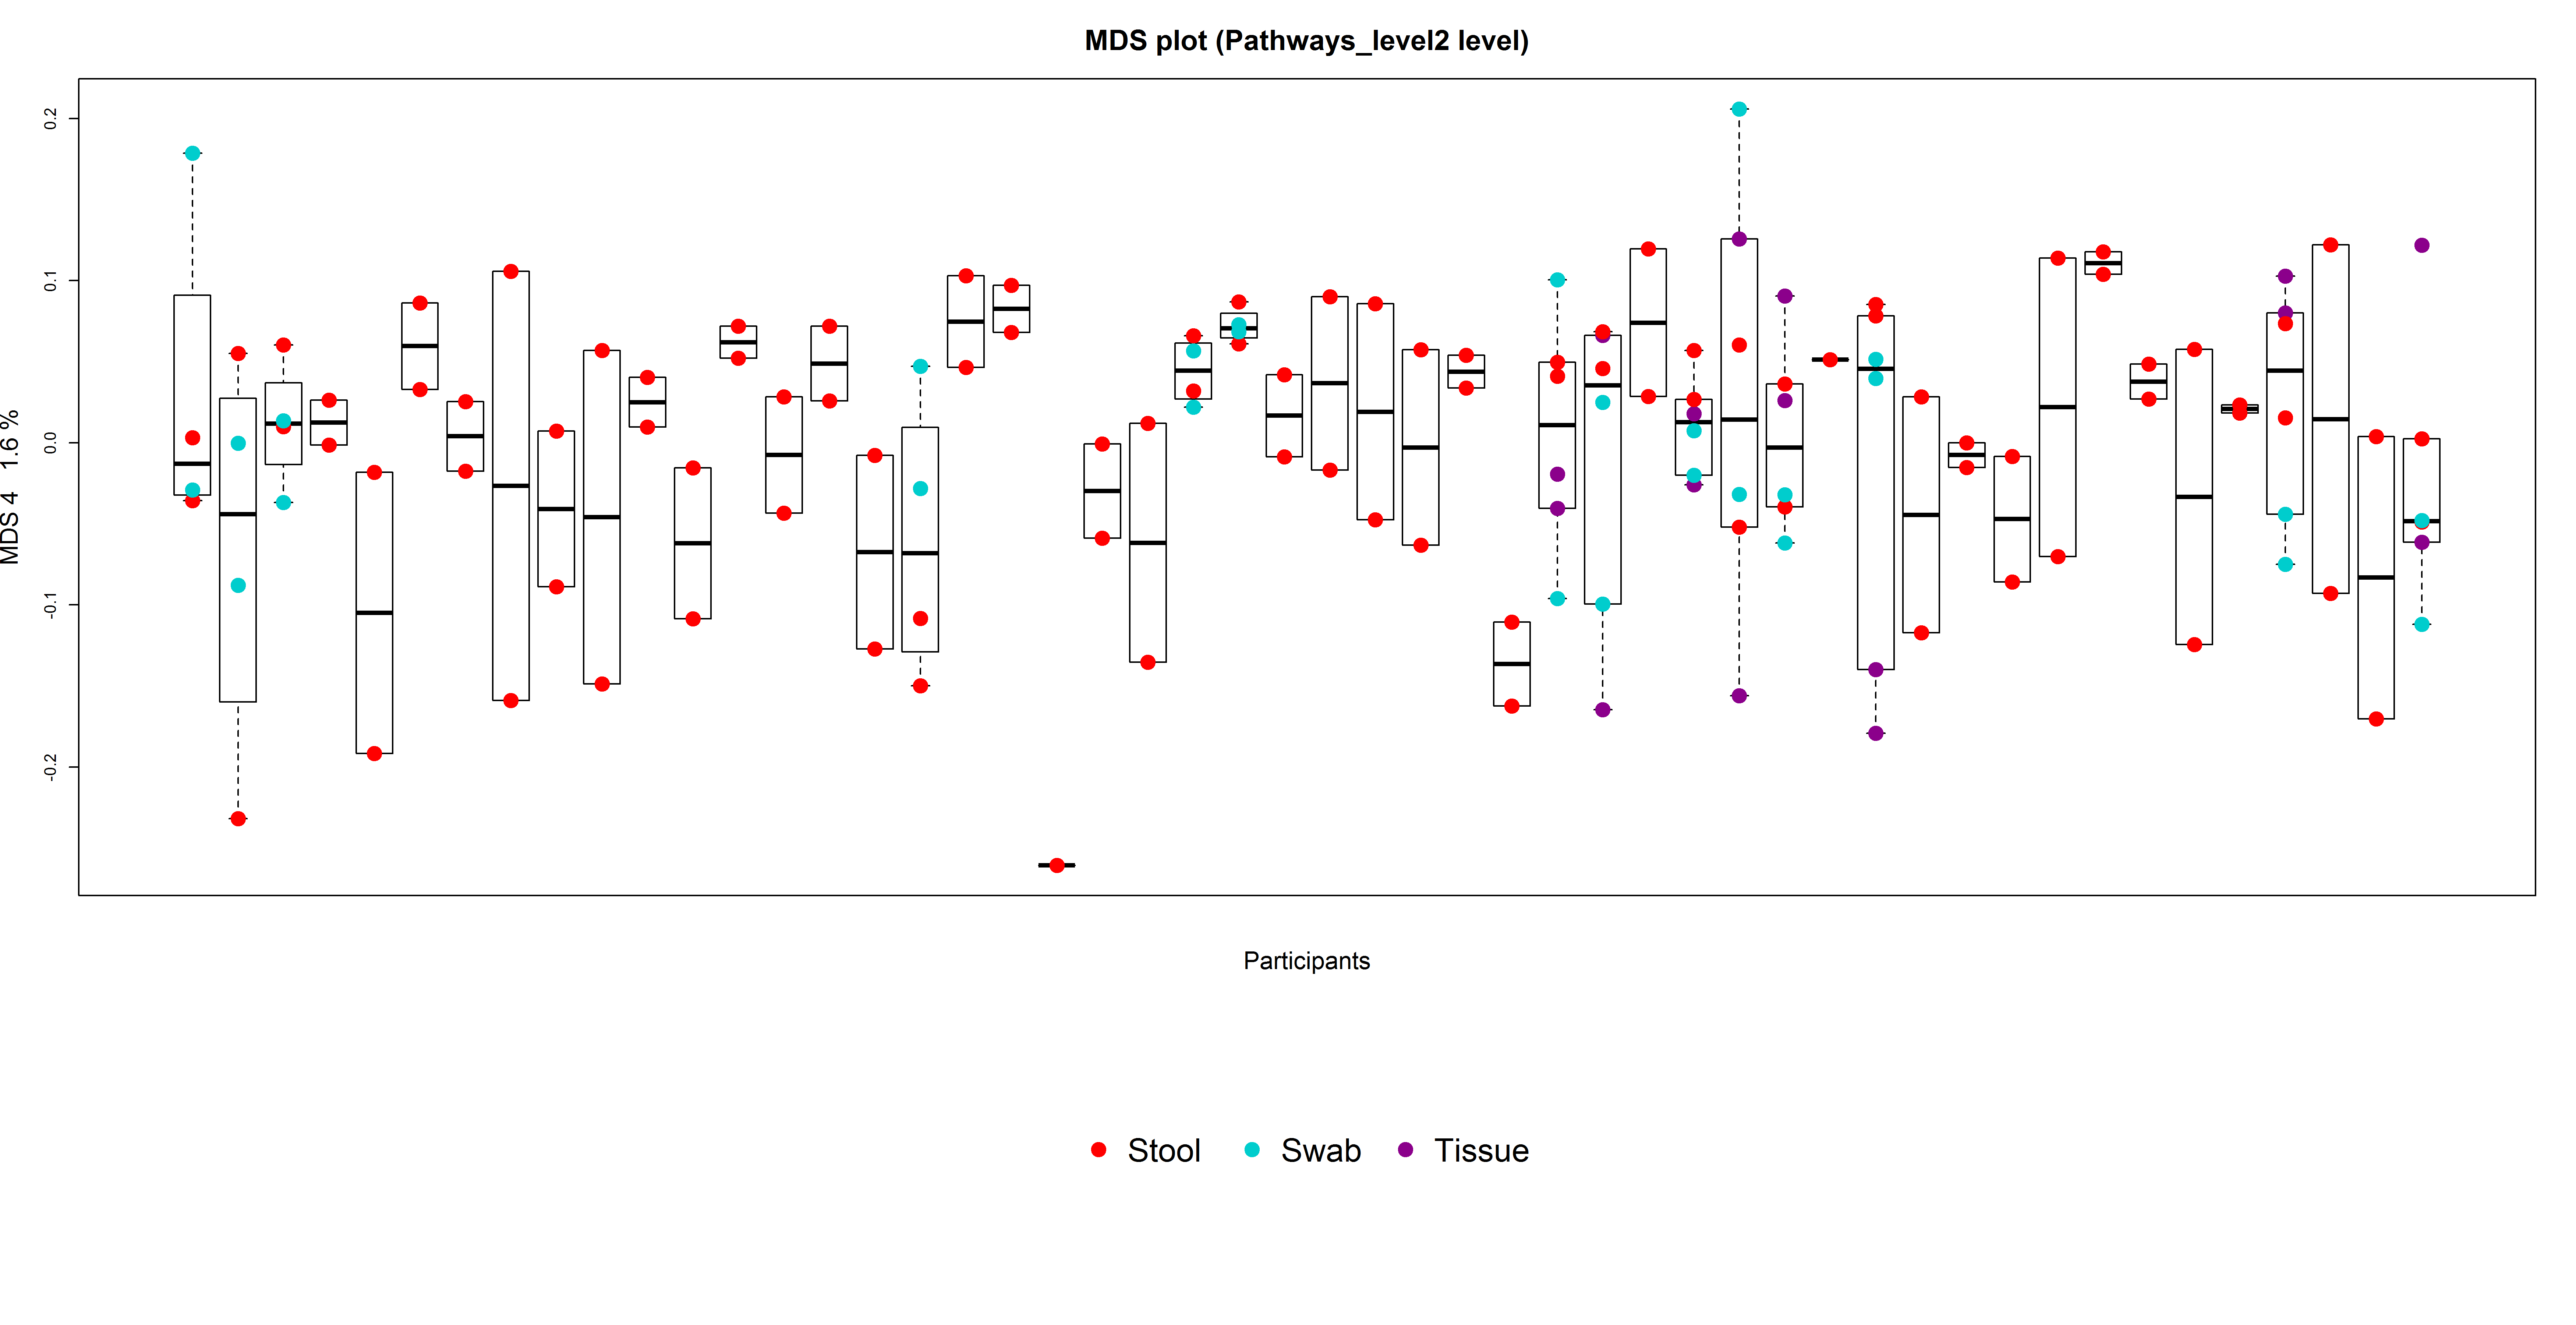 MDS plot (Pathways_level2 level)
MDS 4 1.6 %
0.2
0.1
0.0
-0.1
-0.2
Participants
Stool Swab Tissue